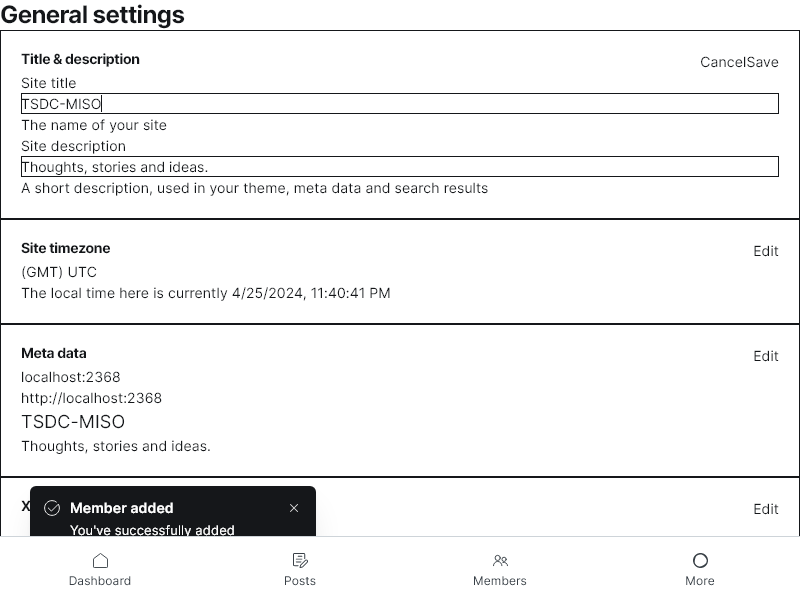 General settings
Title & description
CancelSave
Site title
TSDC-MISO
The name of your site
Site description
Thoughts, stories and ideas.
A short description, used in your theme, meta data and search results
Site timezone
Edit
(GMT) UTC
The local time here is currently 4/25/2024, 11:40:41 PM
Meta data
Edit
localhost:2368
http://localhost:2368
TSDC-MISO
Thoughts, stories and ideas.
X
Edit
Member added
You've successfully added
Dashboard
Posts
Members
More